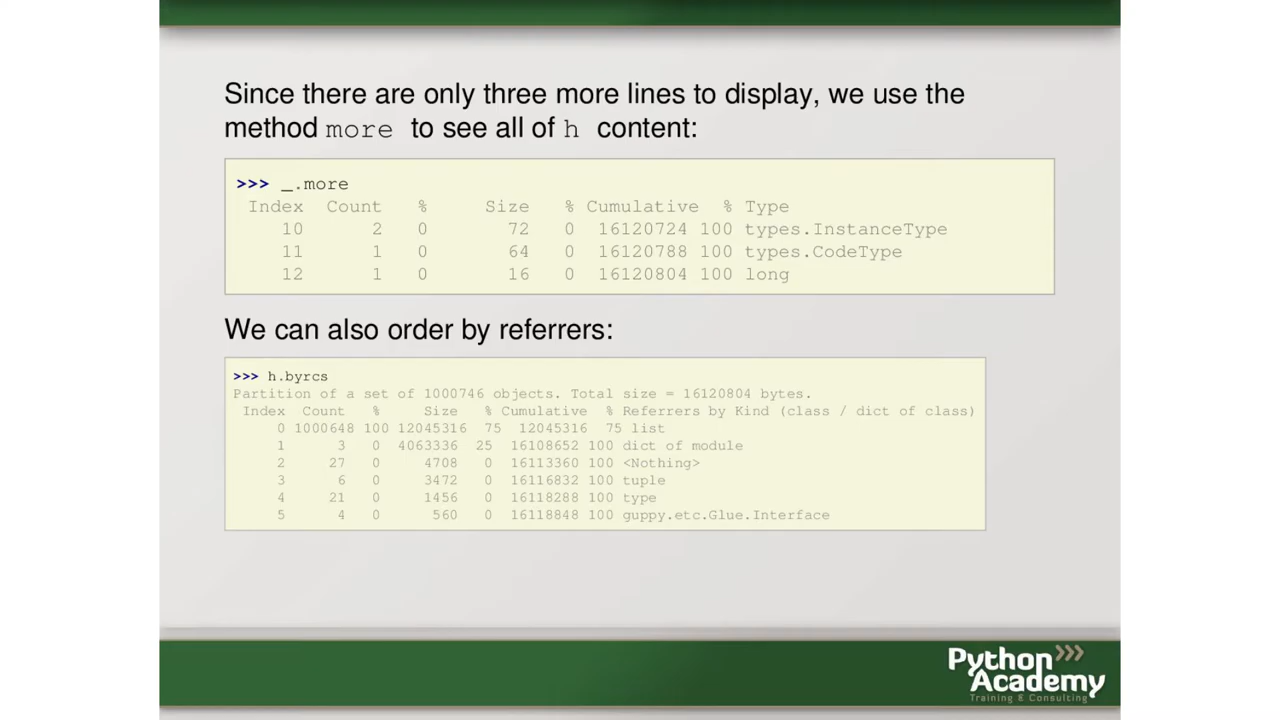 Since there are only three more lines to display, we use the
method more to see all of h content:
>>> _.more
Index Count % Size % Cumulative % Type
10 2 0 72 0 16120724 100 types.InstanceType
11 1 0 64 0 16120788 100 types.CodeType
12 1 0 16 0 16120804 100 long
We can also order by referrers:
>>> h.byrcs
Partition of a set of 1000746 objects. Total size = 16120804 bytes.
Index Count % Size % Cumulative % Referrers by Kind (class / dict of class)
0 1000648 100 12045316 75 12045316 75 list
1 3 0 4063336 25 16108652 100 dict of module
2 27 0 4708 0 16113360 100 <Nothing>
3 6 0 3472 0 16116832 100 tuple
4 21 0 1456 0 16118288 100 type
5 4 0 560 0 16118848 100 guppy.etc.Glue.Interface
Python
Academy
Training & Consulting